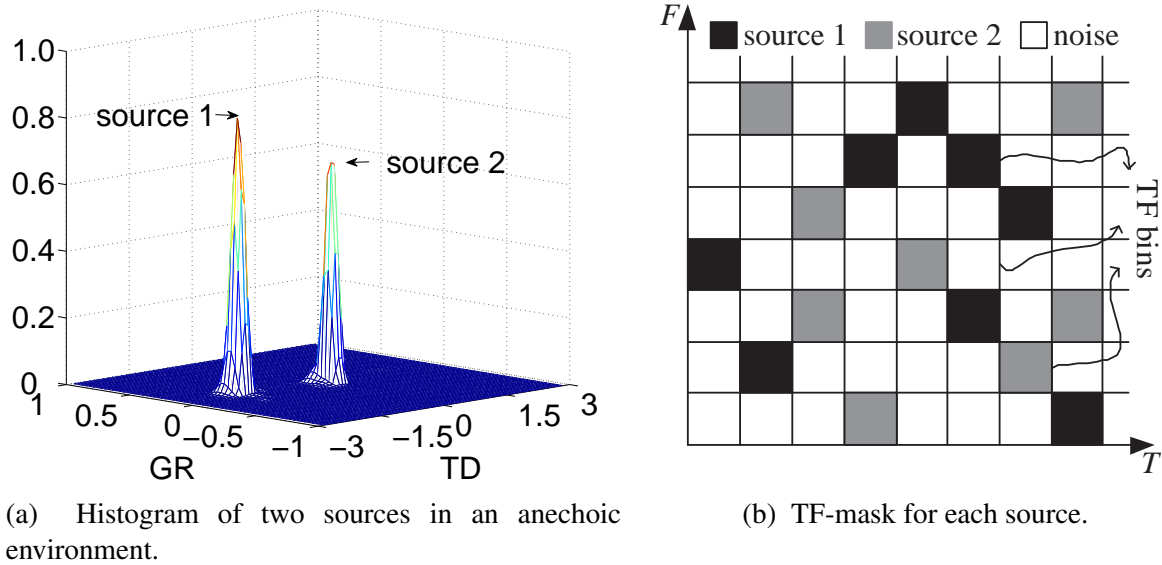 1.0
0.8
0.6
0.4
0.2
0
source 1
source 2
1
0.5
0
−0.5
−1
GR
−3
−1.5
0
1.5
3
TD
(a) Histogram of two sources in an anechoic
environment.
F
source 1 source 2 noise
TF bins
T
(b) TF-mask for each source.